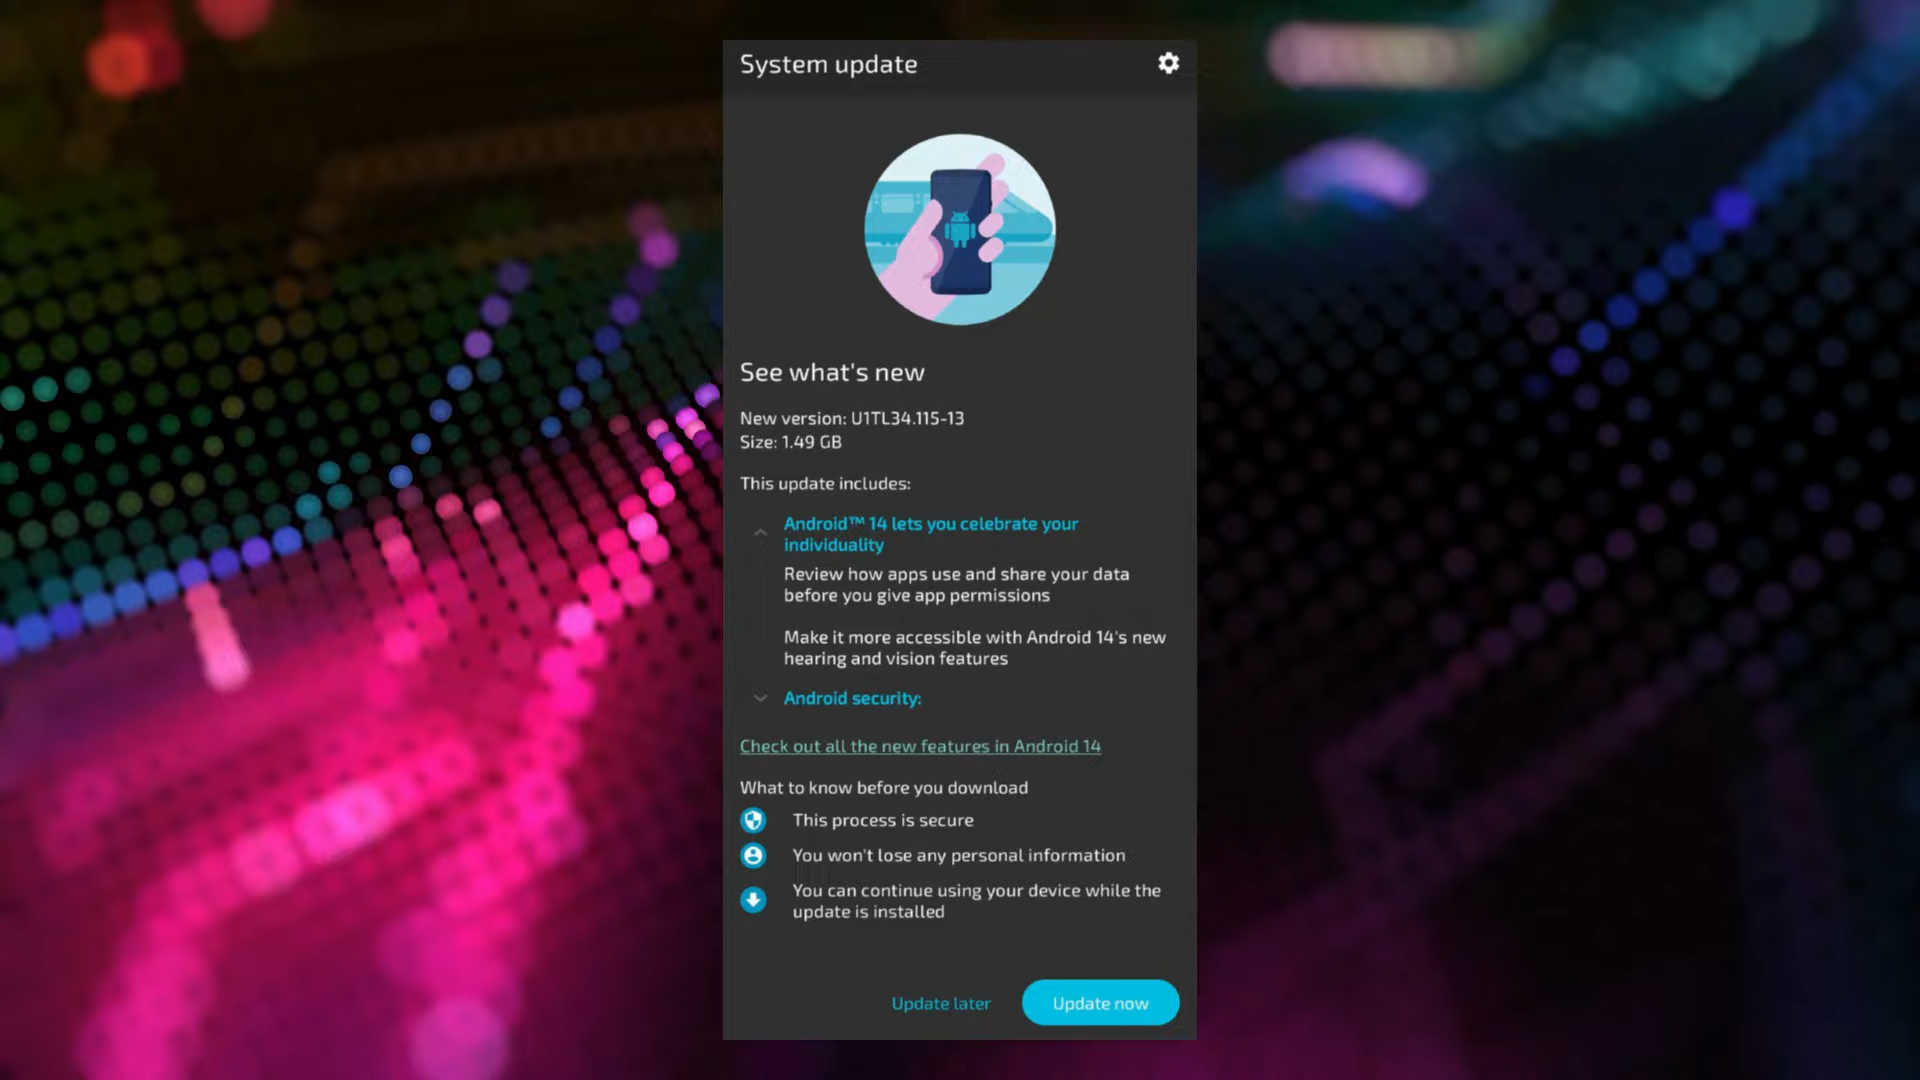 System update
See what's new
New version: U1TL34.115-13
Size: 1.49 GB
This update includes:
Android™ 14 lets you celebrate your
individuality
Review how apps use and share your data
before you give app permissions
Make it more accessible with Android 14's new
hearing and vision features
Android security:
Check out all the new features in Android 14
What to know before you download
This process is secure
You won't lose any personal information
You can continue using your device while the
update is installed
Update later
Update now